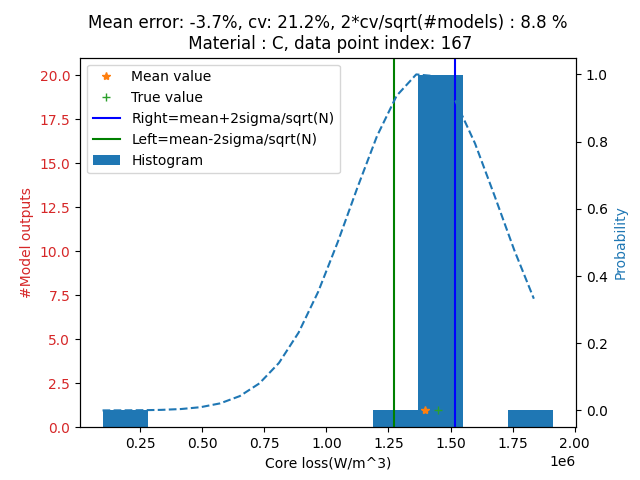 Mean error: -3.7%, cv: 21.2%, 2*cv/sqrt(#models) : 8.8 %
Material : C, data point index: 167
Mean value
True value
Right=mean+2sigma/sqrt(N)
Left=mean-2sigma/sqrt(N)
Histogram
#Model outputs
20.0
17.5
15.0
12.5
10.0
7.5
5.0
2.5
0.0
1.0
0.8
0.6
0.4
0.2
0.0
Probability
0.25
0.50
0.75
1.00
1.25
1.50
1.75
2.00
1e6
Core loss(W/m^3)